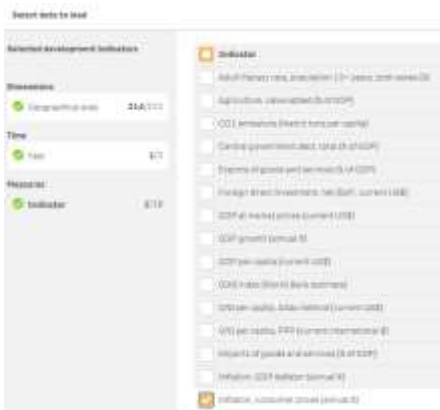 Select data to load
Selected development indicators
Dimensions
Geographical area
Time
Year
Measures
Indicator
Indicator
Adult literacy rate, population 15+ years, both sexes (%)
Agriculture, value added (% of GDP)
CO2 emissions (metric tons per capita)
Central government debt, total (% of GDP)
Exports of goods and services (% of GDP)
Foreign direct investment, net (BoP, current US$)
GDP at market prices (current US$)
GDP growth (annual %)
GDP per capita (current US$)
GINI index (World Bank estimate)
GNI per capita, Atlas method (current US$)
GNI per capita, PPP (current international $)
Imports of goods and services (% of GDP)
Inflation, GDP deflator (annual %)
Inflation, consumer prices (annual %)